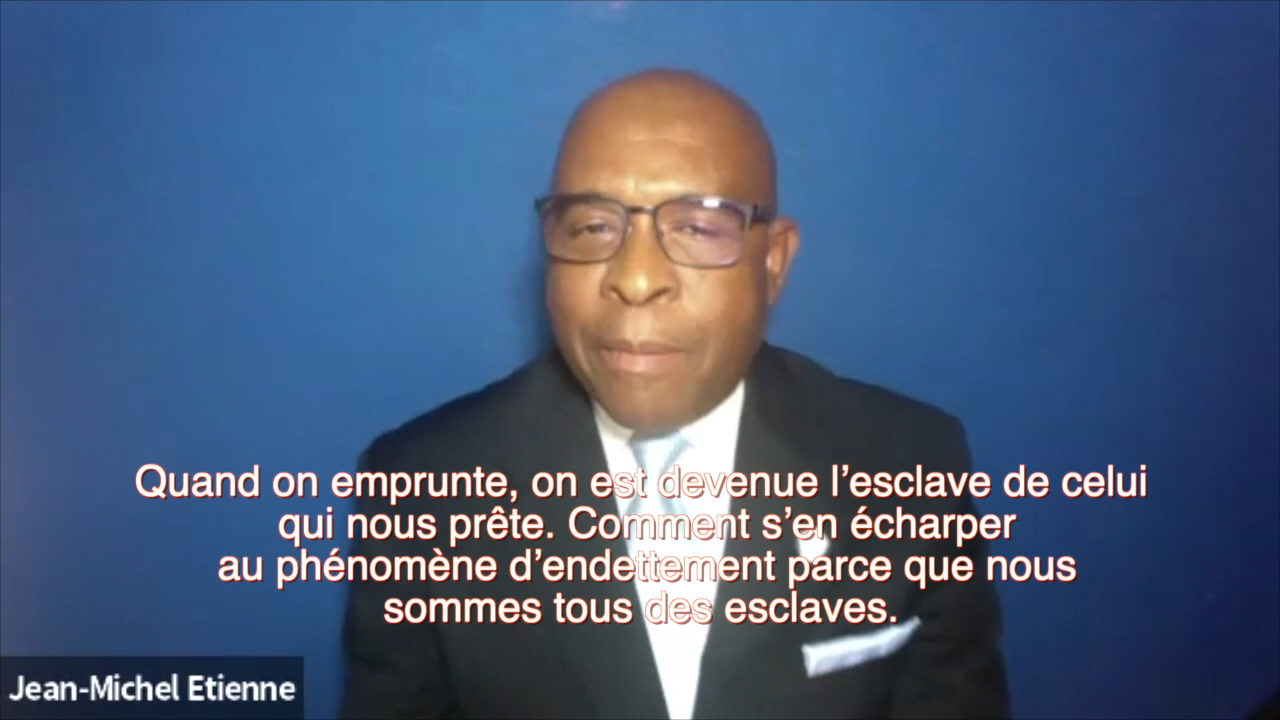 Quand on emprunte, on est devenue l’esclave de celui
qui nous prête. Comment s’en écharper
au phénomène d’endettement parce que nous
sommes tous des esclaves.
Jean-Michel Etienne